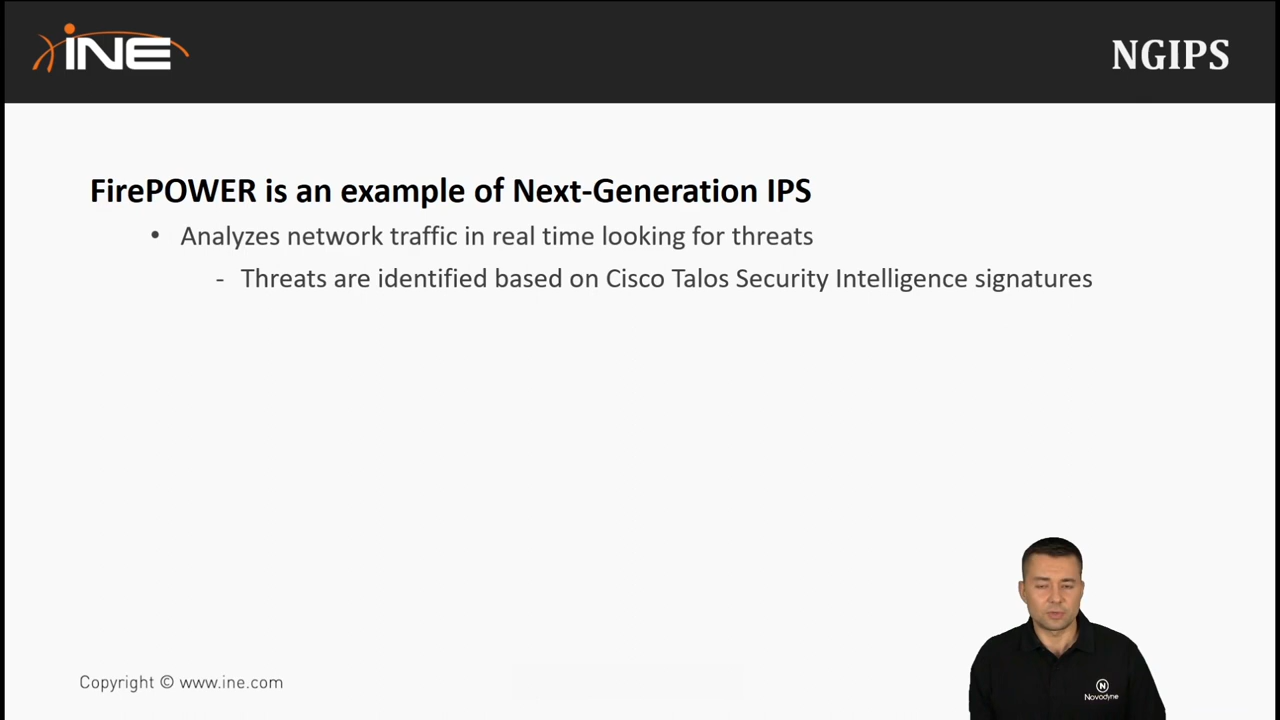 INE
NGIPS
FirePOWER is an example of Next-Generation IPS
• Analyzes network traffic in real time looking for threats
- Threats are identified based on Cisco Talos Security Intelligence signatures
N
Novodyne
Copyright © www.ine.com